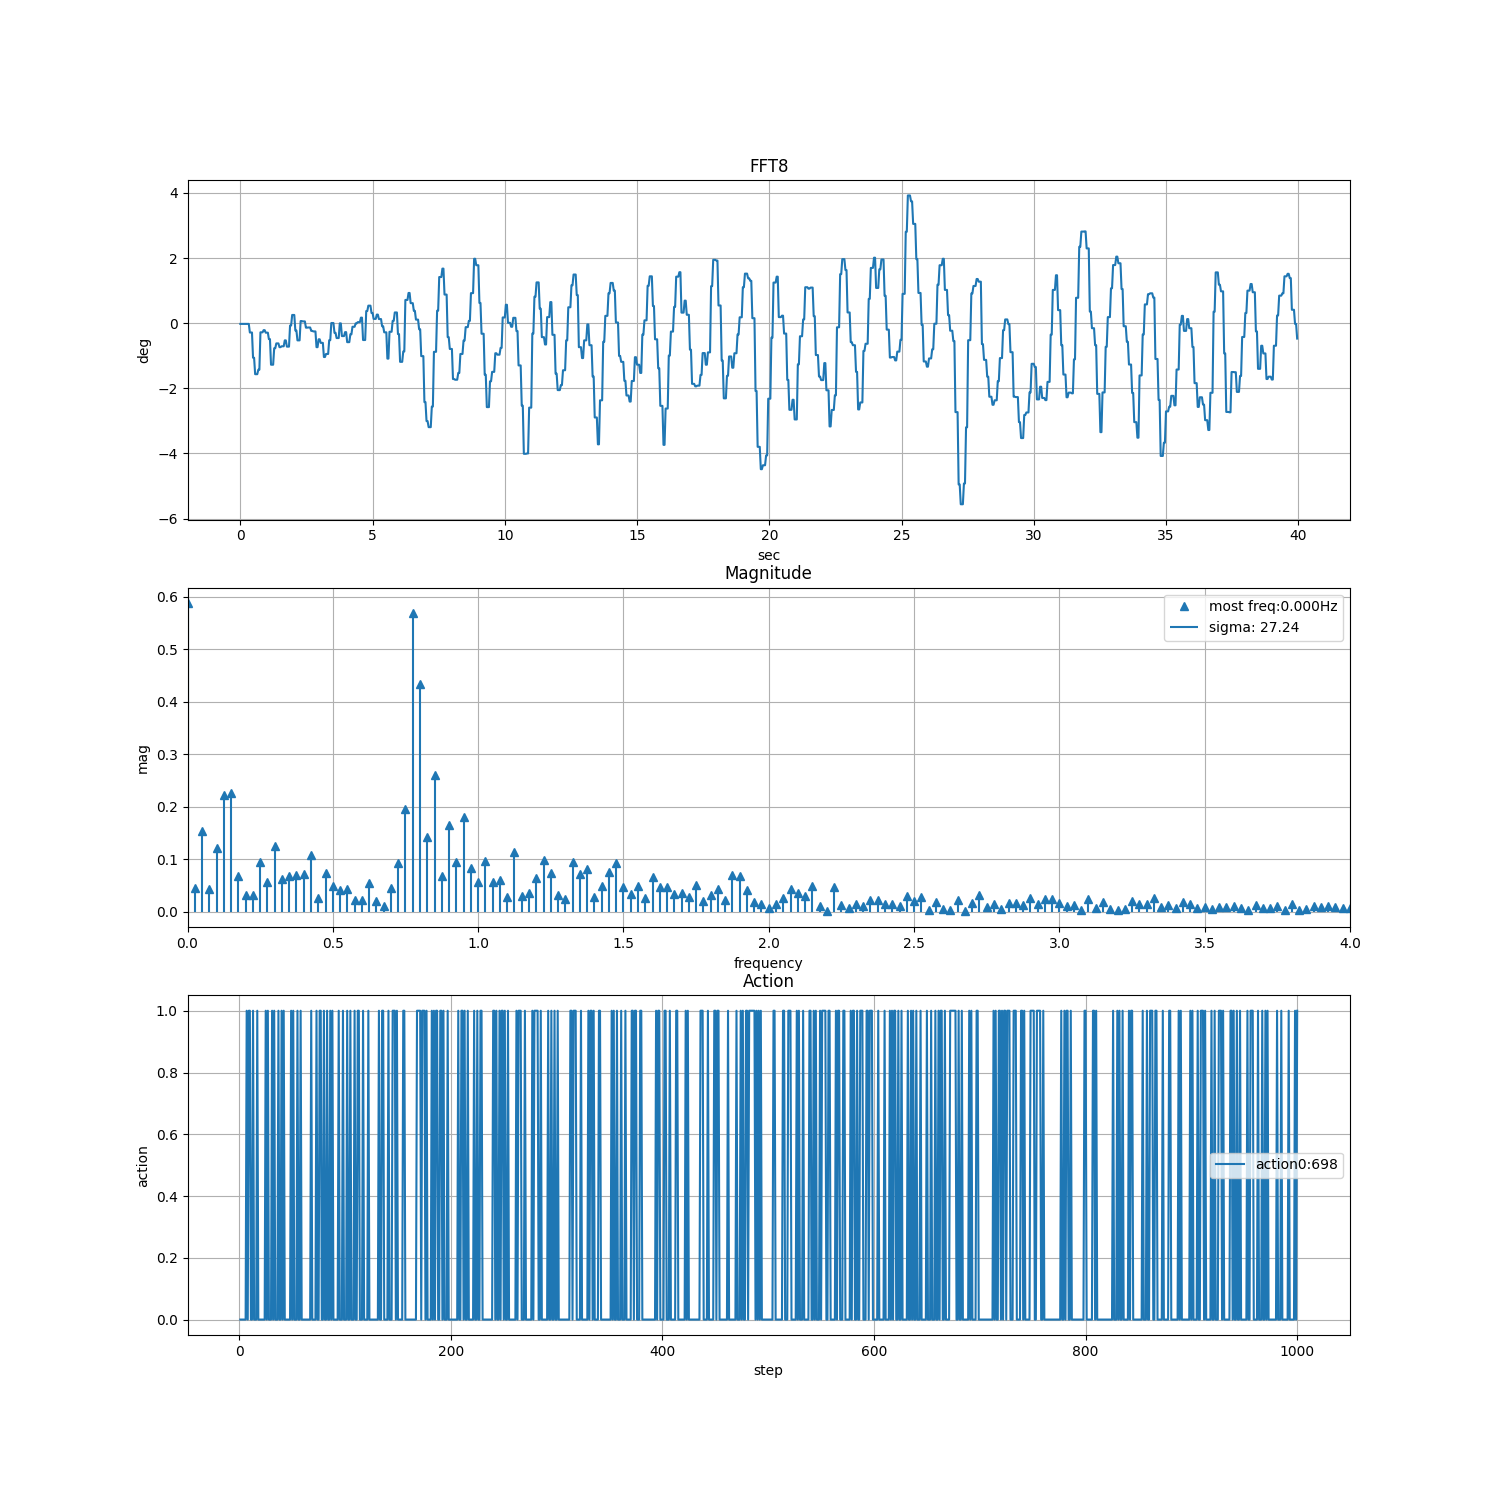 FFT8
4
2
0
−2
−4
−6
deg
0 5 10 15 20 25 30 35 40
sec
Magnitude
0.6
0.5
0.4
0.3
0.2
0.1
0.0
mag
most freq:0.000Hz
sigma: 27.24
0.0 0.5 1.0 1.5 2.0 2.5 3.0 3.5 4.0
frequency
Action
1.0
0.8
0.6
0.4
0.2
0.0
action
action0:698
0 200 400 600 800 1000
step